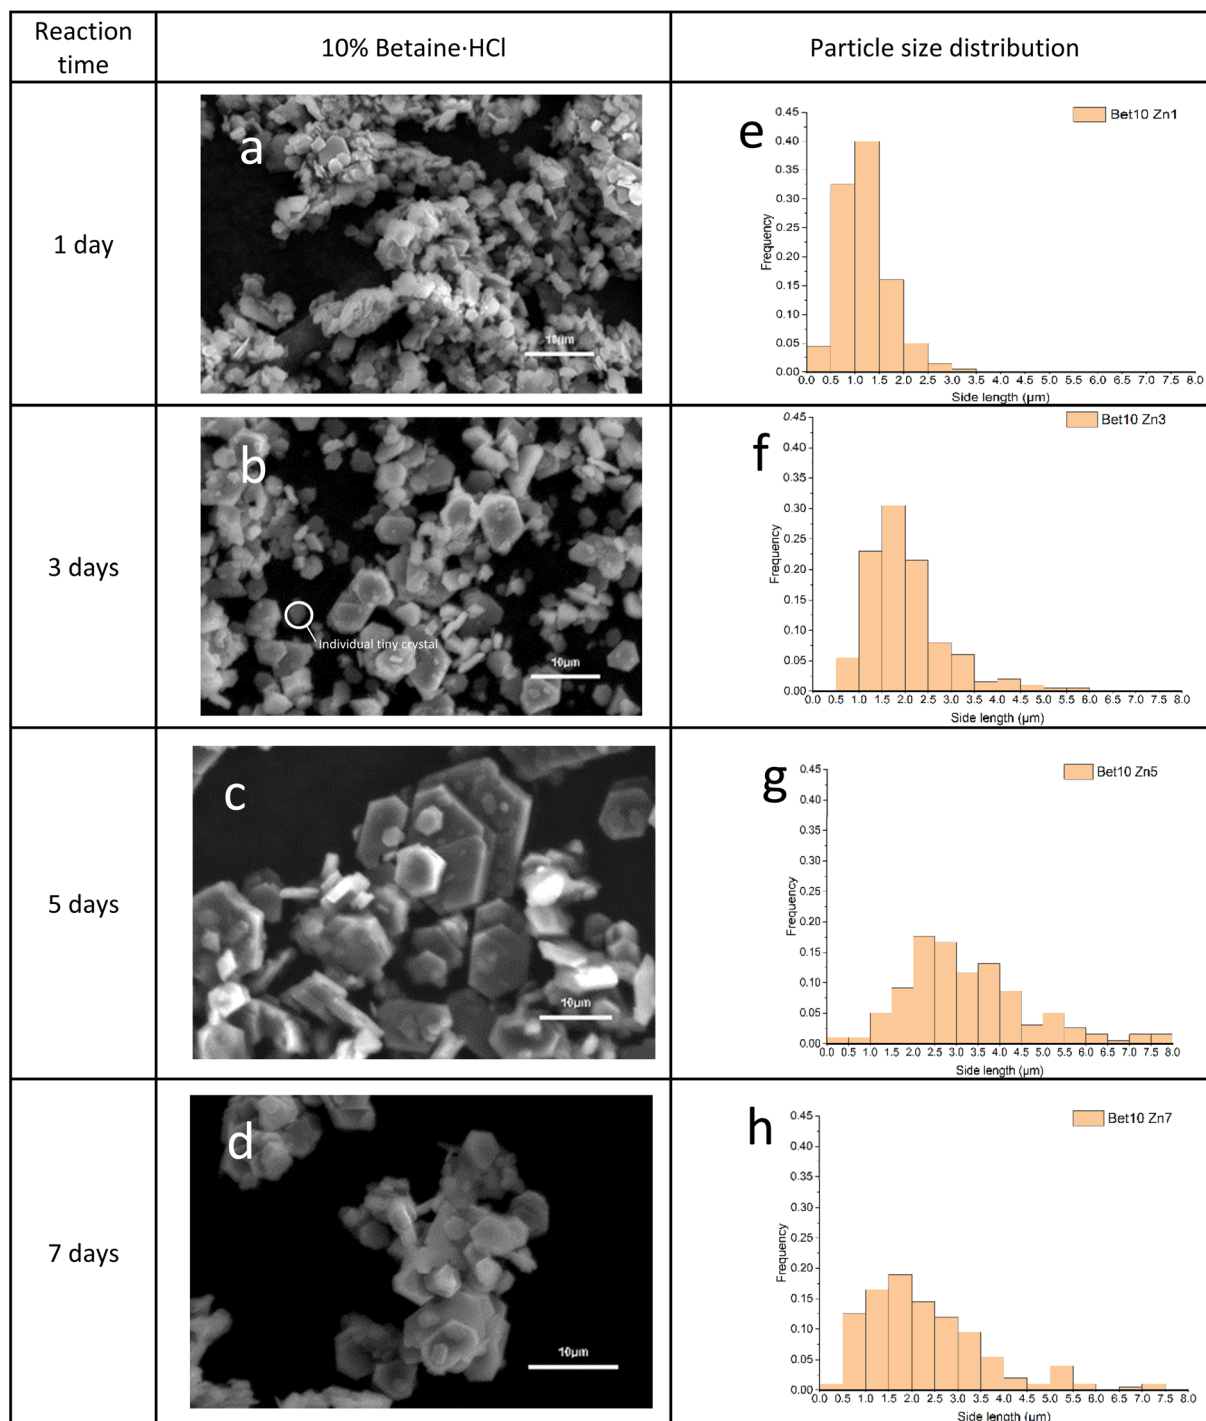 Reaction
time
10% Betaine·HCl
Particle size distribution
1 day
a
10µm
e
Bet10 Zn1
Frequency
0.45
0.40
0.35
0.30
0.25
0.20
0.15
0.10
0.05
0.00
0.0 0.5 1.0 1.5 2.0 2.5 3.0 3.5 4.0 4.5 5.0 5.5 6.0 6.5 7.0 7.5 8.0
Side length (µm)
3 days
b
Individual tiny crystal
10µm
f
Bet10 Zn3
Frequency
0.45
0.40
0.35
0.30
0.25
0.20
0.15
0.10
0.05
0.00
0.0 0.5 1.0 1.5 2.0 2.5 3.0 3.5 4.0 4.5 5.0 5.5 6.0 6.5 7.0 7.5 8.0
Side length (µm)
5 days
c
10µm
g
Bet10 Zn5
Frequency
0.45
0.40
0.35
0.30
0.25
0.20
0.15
0.10
0.05
0.00
0.0 0.5 1.0 1.5 2.0 2.5 3.0 3.5 4.0 4.5 5.0 5.5 6.0 6.5 7.0 7.5 8.0
Side length (µm)
7 days
d
10µm
h
Bet10 Zn7
Frequency
0.45
0.40
0.35
0.30
0.25
0.20
0.15
0.10
0.05
0.00
0.0 0.5 1.0 1.5 2.0 2.5 3.0 3.5 4.0 4.5 5.0 5.5 6.0 6.5 7.0 7.5 8.0
Side length (µm)